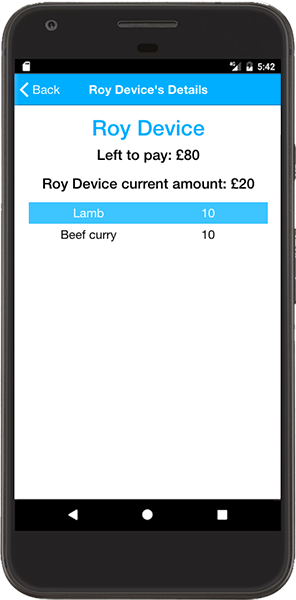 5:42
Back Roy Device's Details
Roy Device
Left to pay: £80
Roy Device current amount: £20
Lamb 10
Beef curry 10